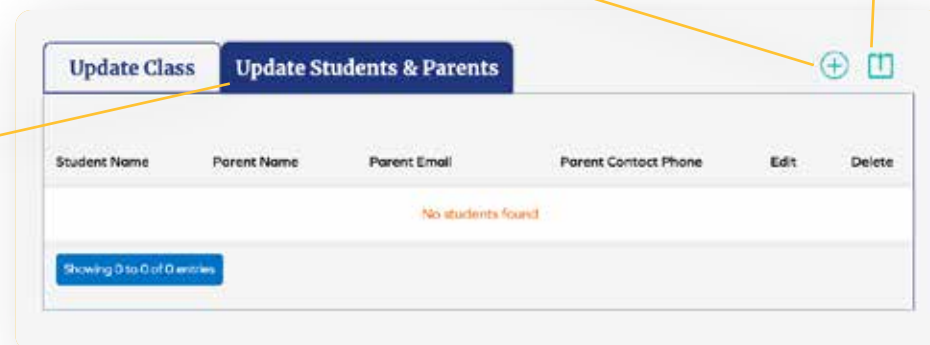 Update Class Update Students & Parents
Student Name Parent Name Parent Email Parent Contact Phone Edit Delete
No students found
Showing 0 to 0 of 0 entries